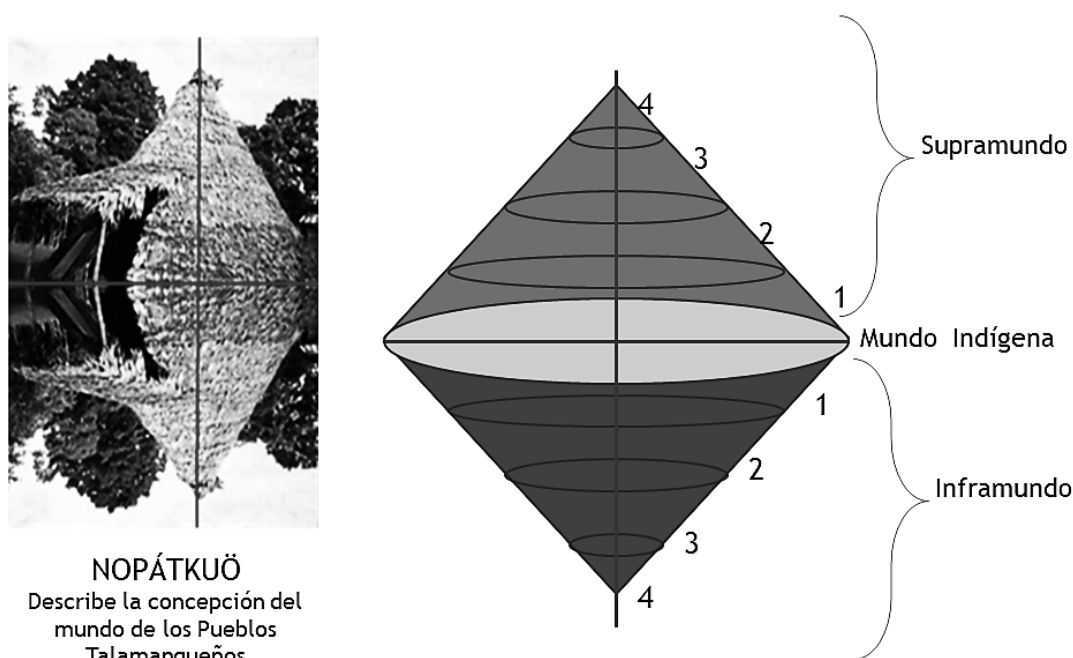 NOPÁTKUÖ
Describe la concepción del
mundo de los Pueblos
Talamanqueños
4
3
2
1
Supramundo
Mundo Indígena
1
2
3
4
Inframundo